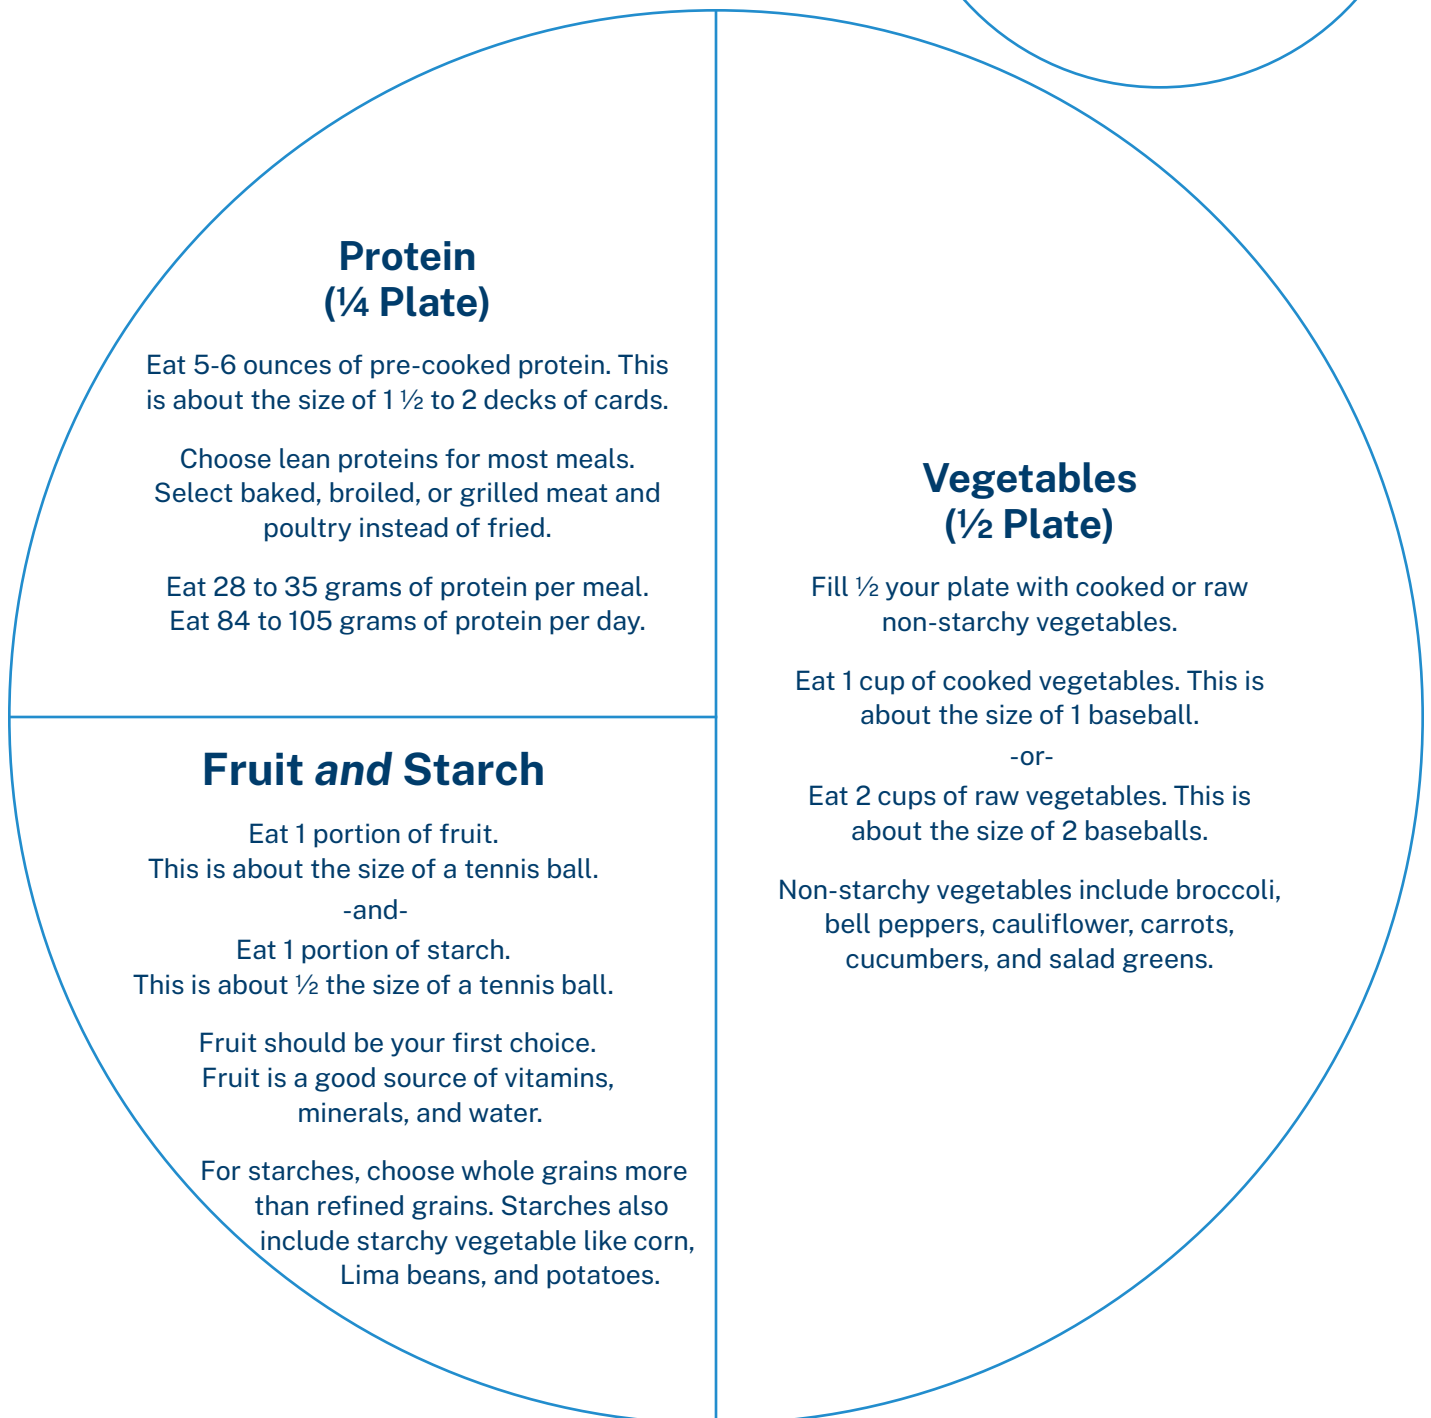 Protein
(¼ Plate)
Eat 5-6 ounces of pre-cooked protein. This
is about the size of 1 ½ to 2 decks of cards.
Choose lean proteins for most meals.
Select baked, broiled, or grilled meat and
poultry instead of fried.
Eat 28 to 35 grams of protein per meal.
Eat 84 to 105 grams of protein per day.
Fruit and Starch
Eat 1 portion of fruit.
This is about the size of a tennis ball.
-and-
Eat 1 portion of starch.
This is about ½ the size of a tennis ball.
Fruit should be your first choice.
Fruit is a good source of vitamins,
minerals, and water.
For starches, choose whole grains more
than refined grains. Starches also
include starchy vegetable like corn,
Lima beans, and potatoes.
Vegetables
(½ Plate)
Fill ½ your plate with cooked or raw
non-starchy vegetables.
Eat 1 cup of cooked vegetables. This is
about the size of 1 baseball.
-or-
Eat 2 cups of raw vegetables. This is
about the size of 2 baseballs.
Non-starchy vegetables include broccoli,
bell peppers, cauliflower, carrots,
cucumbers, and salad greens.